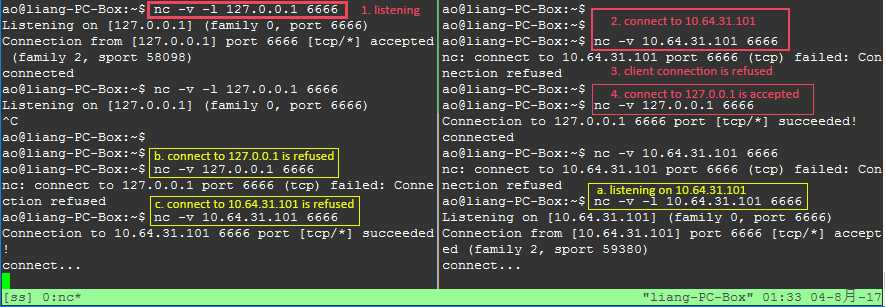 ao@liang-PC-Box:~$ nc -v -l 127.0.0.1 6666
1. listening
Listening on [127.0.0.1] (family 0, port 6666)
Connection from [127.0.0.1] port 6666 [tcp/*] accepted
(family 2, sport 58098)
connected
ao@liang-PC-Box:~$ nc -v -l 127.0.0.1 6666
Listening on [127.0.0.1] (family 0, port 6666)
^C
ao@liang-PC-Box:~$
ao@liang-PC-Box:~$
b. connect to 127.0.0.1 is refused
ao@liang-PC-Box:~$ nc -v 127.0.0.1 6666
nc: connect to 127.0.0.1 port 6666 (tcp) failed: Conne
ction refused
c. connect to 10.64.31.101 is refused
ao@liang-PC-Box:~$ nc -v 10.64.31.101 6666
Connection to 10.64.31.101 6666 port [tcp/*] succeeded
!
connect...
ao@liang-PC-Box:~$
ao@liang-PC-Box:~$
2. connect to 10.64.31.101
ao@liang-PC-Box:~$ nc -v 10.64.31.101 6666
nc: connect to 10.64.31.101 port 6666 (tcp) failed: Con
nection refused
3. client connection is refused
ao@liang-PC-Box:~$
ao@liang-PC-Box:~$
4. connect to 127.0.0.1 is accepted
ao@liang-PC-Box:~$ nc -v 127.0.0.1 6666
Connection to 127.0.0.1 6666 port [tcp/*] succeeded!
connected
ao@liang-PC-Box:~$ nc -v 10.64.31.101 6666
nc: connect to 10.64.31.101 port 6666 (tcp) failed: Con
nection refused
a. listening on 10.64.31.101
ao@liang-PC-Box:~$ nc -v -l 10.64.31.101 6666
Listening on [10.64.31.101] (family 0, port 6666)
Connection from [10.64.31.101] port 6666 [tcp/*] accept
ed (family 2, sport 59380)
connect...
[ss] 0:nc* "liang-PC-Box" 01:33 04-8月-17